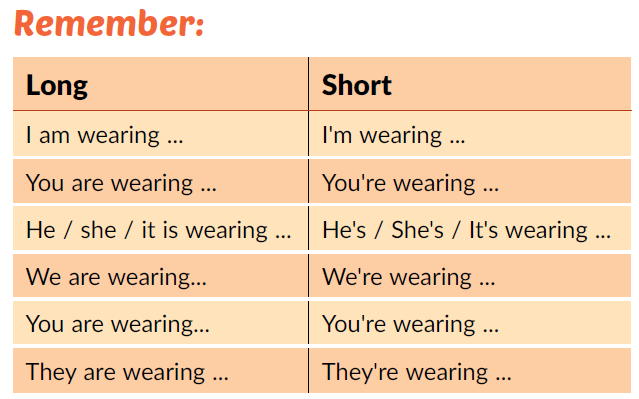 Remember:
Long Short
I am wearing ... I'm wearing ...
You are wearing ... You're wearing ...
He / she / it is wearing ... He's / She's / It's wearing ...
We are wearing... We're wearing ...
You are wearing... You're wearing ...
They are wearing ... They're wearing ...